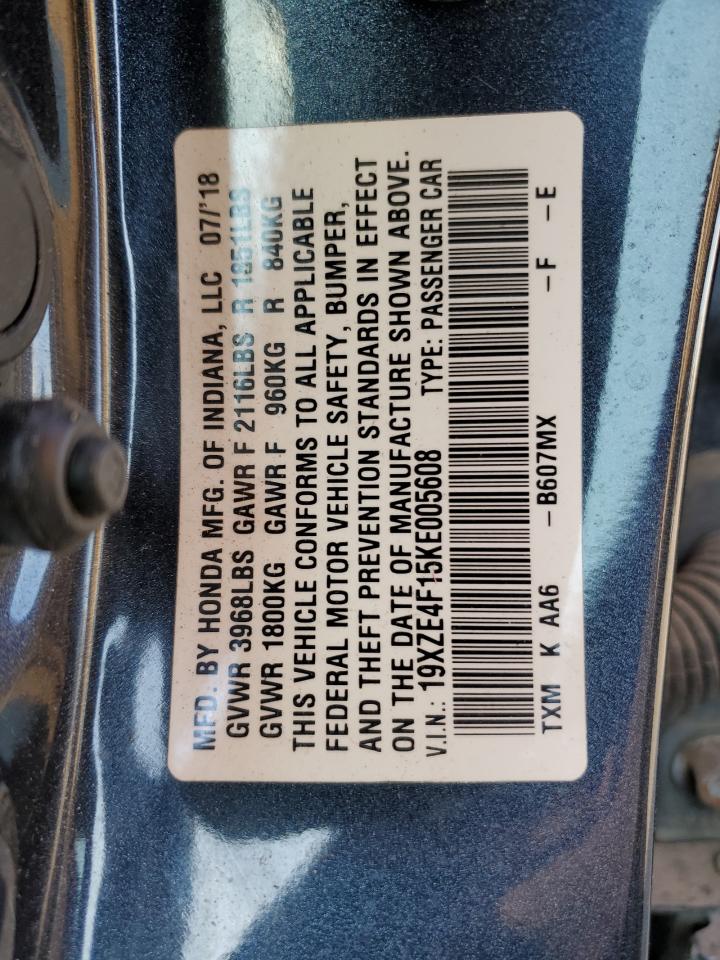 MFD. BY HONDA MFG. OF INDIANA, LLC 07/'18
GVWR 3968LBS GAWR F 2116LBS R 1851LBS
GVWR 1800KG GAWR F 960KG R 840KG
THIS VEHICLE CONFORMS TO ALL APPLICABLE
FEDERAL MOTOR VEHICLE SAFETY, BUMPER,
AND THEFT PREVENTION STANDARDS IN EFFECT
ON THE DATE OF MANUFACTURE SHOWN ABOVE.
V.I.N.: 19XZE4F15KE005608 TYPE: PASSENGER CAR
TXM K AA6 –B607MX –F –E